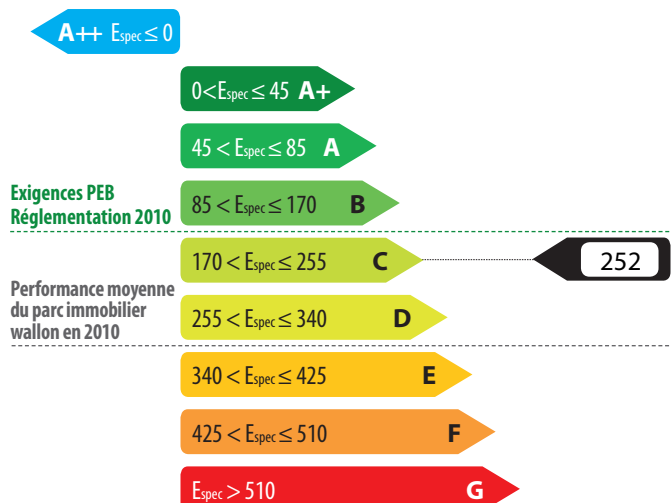 A++ Espec ≤ 0
0<Espec ≤ 45 A+
45 < Espec ≤ 85 A
Exigences PEB
Réglementation 2010
85 < Espec ≤ 170 B
170 < Espec ≤ 255 C
252
Performance moyenne
du parc immobilier
wallon en 2010
255 < Espec ≤ 340 D
340 < Espec ≤ 425 E
425 < Espec ≤ 510 F
Espec > 510 G